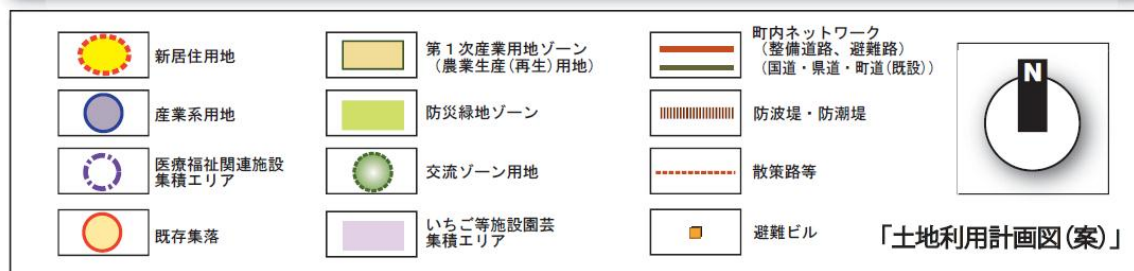 新居住用地
産業系用地
医療福祉関連施設
集積エリア
既存集落
第1次産業用地ゾーン
(農業生産(再生)用地)
防災緑地ゾーン
交流ゾーン用地
いちご等施設園芸
集積エリア
町内ネットワーク
(整備道路、避難路)
(国道・県道・町道(既設))
防波堤・防潮堤
散策路等
避難ビル
N
「土地利用計画図(案)」